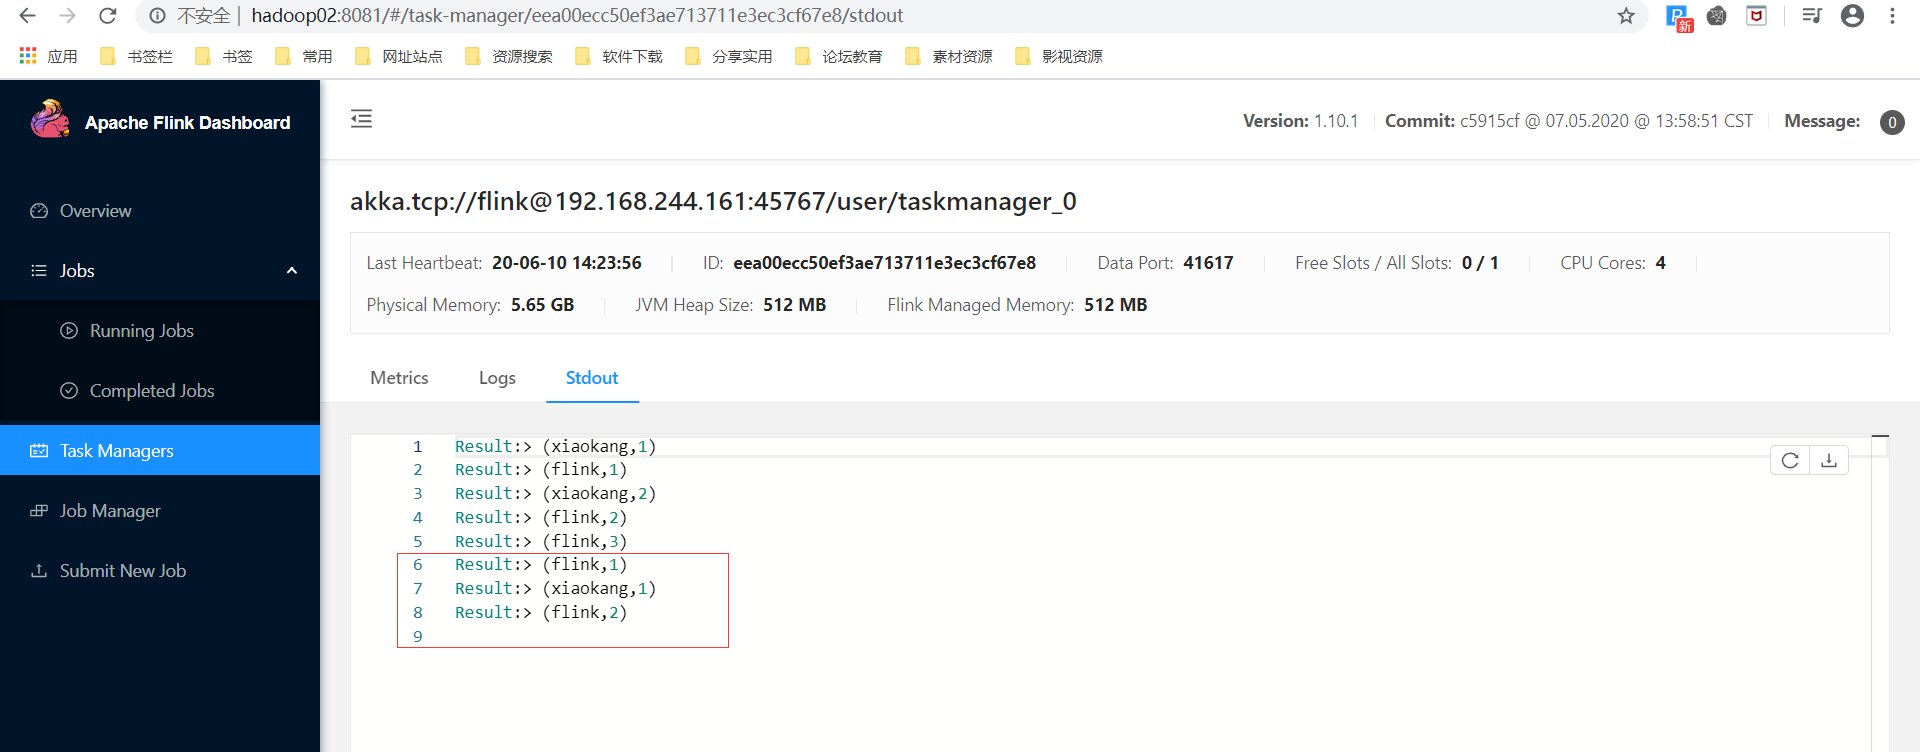 不安全 | hadoop02:8081/#/task-manager/eea00ecc50ef3ae713711e3ec3cf67e8/stdout
新
应用 书签栏 书签 常用 网址站点 资源搜索 软件下载 分享实用 论坛教育 素材资源 影视资源
Apache Flink Dashboard
Version: 1.10.1 Commit: c5915cf @ 07.05.2020 @ 13:58:51 CST Message: 0
Overview
Jobs
Running Jobs
Completed Jobs
Task Managers
Job Manager
Submit New Job
akka.tcp://flink@192.168.244.161:45767/user/taskmanager_0
Last Heartbeat: 20-06-10 14:23:56 ID: eea00ecc50ef3ae713711e3ec3cf67e8 Data Port: 41617 Free Slots / All Slots: 0 / 1 CPU Cores: 4
Physical Memory: 5.65 GB JVM Heap Size: 512 MB Flink Managed Memory: 512 MB
Metrics Logs Stdout
1 Result:> (xiaokang,1)
2 Result:> (flink,1)
3 Result:> (xiaokang,2)
4 Result:> (flink,2)
5 Result:> (flink,3)
6 Result:> (flink,1)
7 Result:> (xiaokang,1)
8 Result:> (flink,2)
9